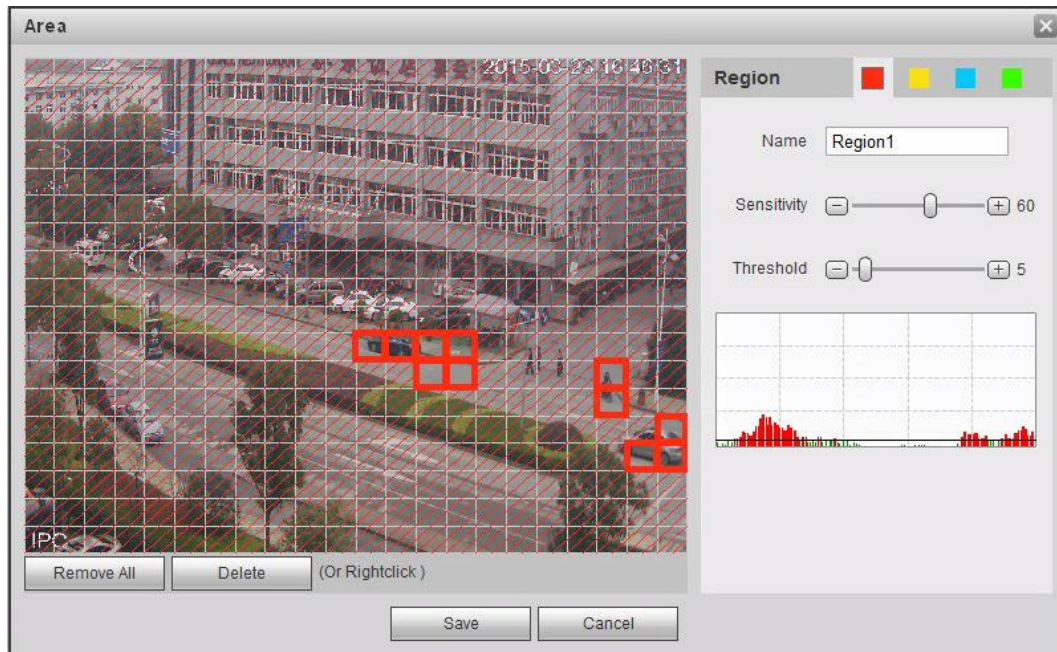 Area
2015-03-23 16:46:31
IPC
Region
Name
Region1
Sensitivity
60
Threshold
5
Remove All
Delete
(Or Rightclick )
Save
Cancel